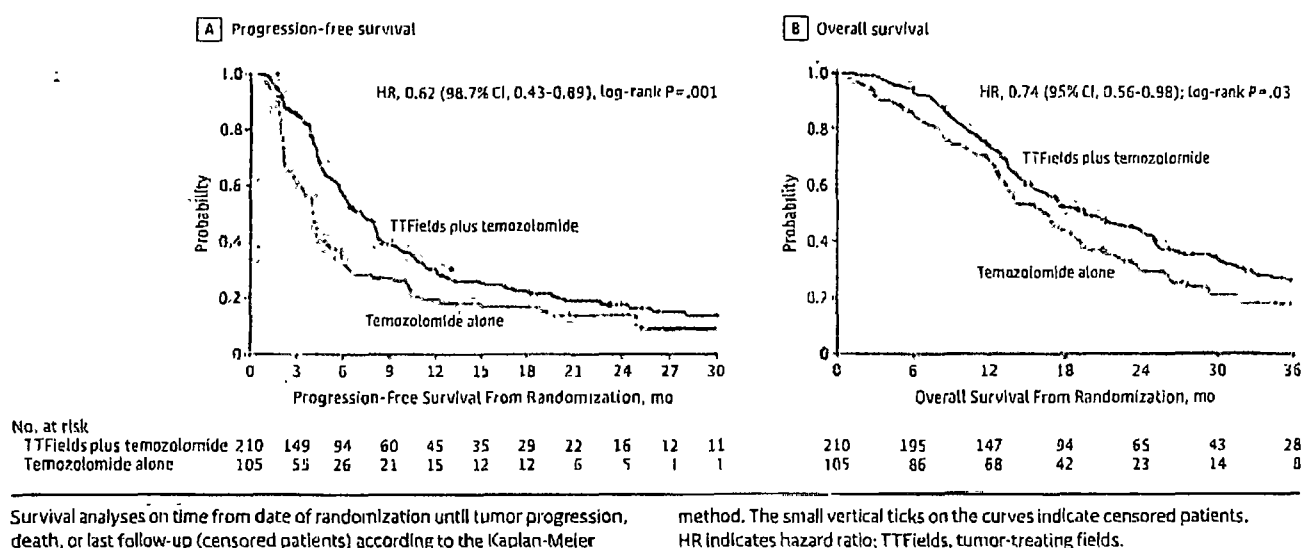 A Progression-free survival
1.0
0.8
0.6
0.4
0.2
0
Probability
HR, 0.62 (98.7% CI, 0.43-0.89), log-rank P=.001
TTFields plus temozolomide
Temozolomide alone
0 3 6 9 12 15 18 21 24 27 30
Progression-Free Survival From Randomization, mo
B Overall survival
1.0
0.8
0.6
0.4
0.2
0
Probability
HR, 0.74 (95% CI, 0.56-0.98); log-rank P=.03
TTFields plus temozolomide
Temozolomide alone
0 6 12 18 24 30 36
Overall Survival From Randomization, mo
No. at risk
TTFields plus temozolomide 210 149 94 60 45 35 29 22 16 12 11 210 195 147 94 65 43 28
Temozolomide alone 105 55 26 21 15 12 12 6 5 1 1 105 86 68 42 23 14 8
Survival analyses on time from date of randomization until tumor progression,
death, or last follow-up (censored patients) according to the Kaplan-Meier
method. The small vertical ticks on the curves indicate censored patients.
HR indicates hazard ratio; TTFields, tumor-treating fields.